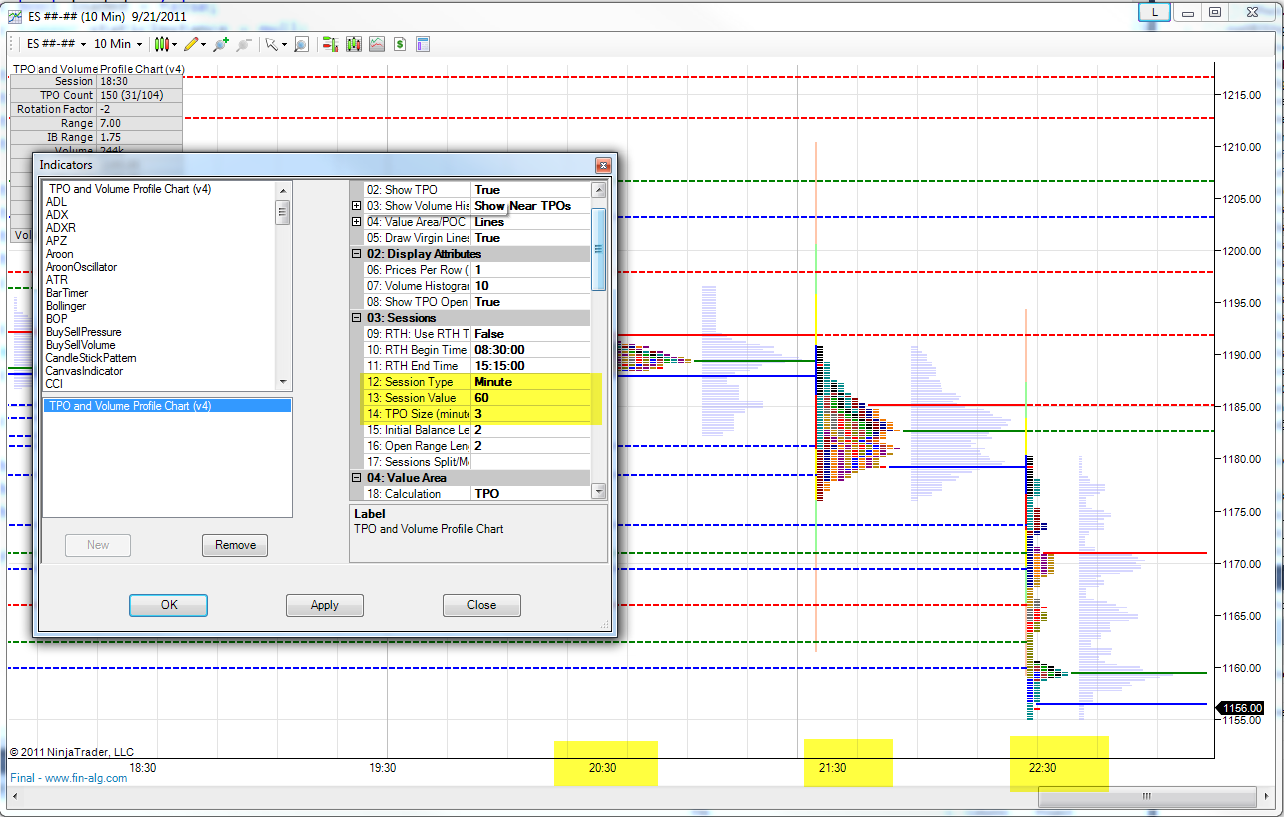 ES ##-## (10 Min) 9/21/2011
L
ES ##-## 10 Min
$
TPO and Volume Profile Chart (v4)
Session 18:30
TPO Count 150 (31/104)
Rotation Factor -2
Range 7.00
IB Range 1.75
Volume 244k
Vol
Indicators
TPO and Volume Profile Chart (v4)
ADL
ADX
ADXR
APZ
Aroon
AroonOscillator
ATR
BarTimer
Bollinger
BOP
BuySellPressure
BuySellVolume
CandleStickPattern
CanvasIndicator
CCI
TPO and Volume Profile Chart (v4)
New
Remove
02: Show TPO True
03: Show Volume His Show Near TPOs
04: Value Area/POC Lines
05: Draw Virgin Lines True
02: Display Attributes
06: Prices Per Row ( 1
07: Volume Histogra 10
08: Show TPO Open True
03: Sessions
09: RTH: Use RTH T False
10: RTH Begin Time 08:30:00
11: RTH End Time 15:15:00
12: Session Type Minute
13: Session Value 60
14: TPO Size (minute 3
15: Initial Balance Le 2
16: Open Range Len 2
17: Sessions Split/M
04: Value Area
18: Calculation TPO
Label
TPO and Volume Profile Chart
OK
Apply
Close
1215.00
1210.00
1205.00
1200.00
1195.00
1190.00
1185.00
1180.00
1175.00
1170.00
1165.00
1160.00
1156.00
1155.00
© 2011 NinjaTrader, LLC
18:30 19:30 20:30 21:30 22:30
Final - www.fin-alg.com